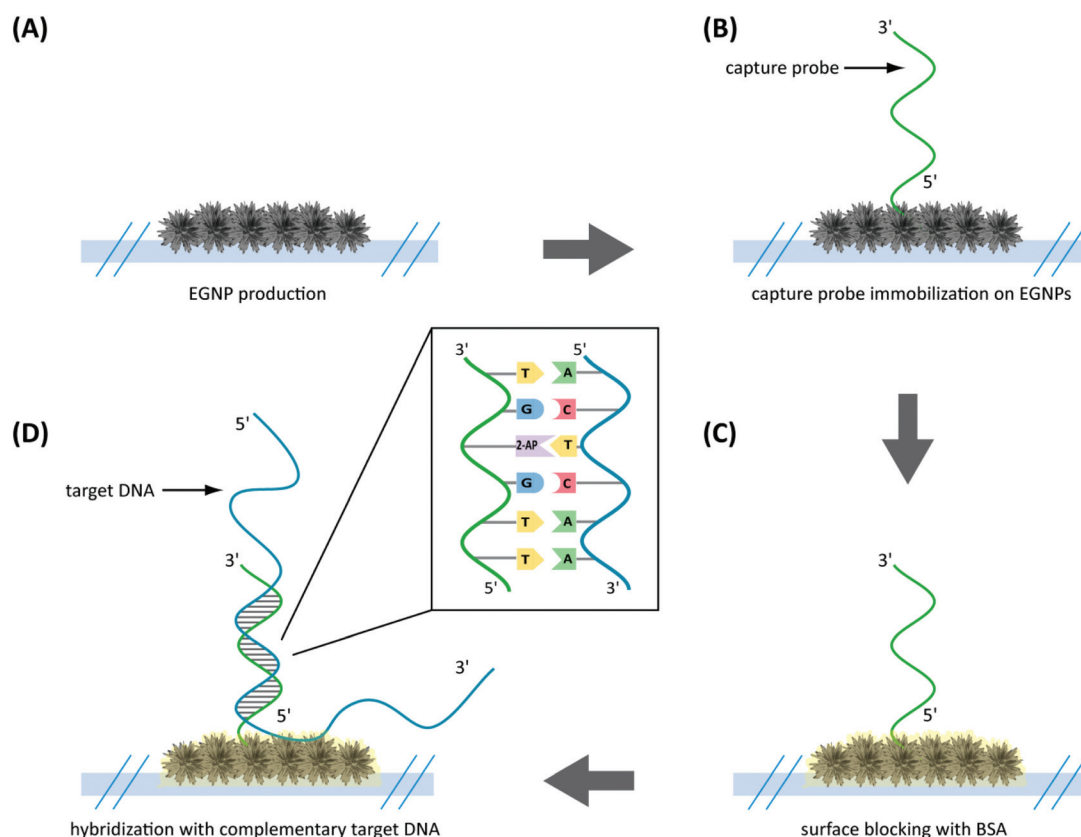 (A)
EGNP production
(B)
3'
capture probe
5'
capture probe immobilization on EGNPs
(C)
3'
5'
surface blocking with BSA
(D)
5'
target DNA
3'
5'
3'
hybridization with complementary target DNA
3' 5'
T A
G C
2-AP T
G C
T A
T A
5' 3'